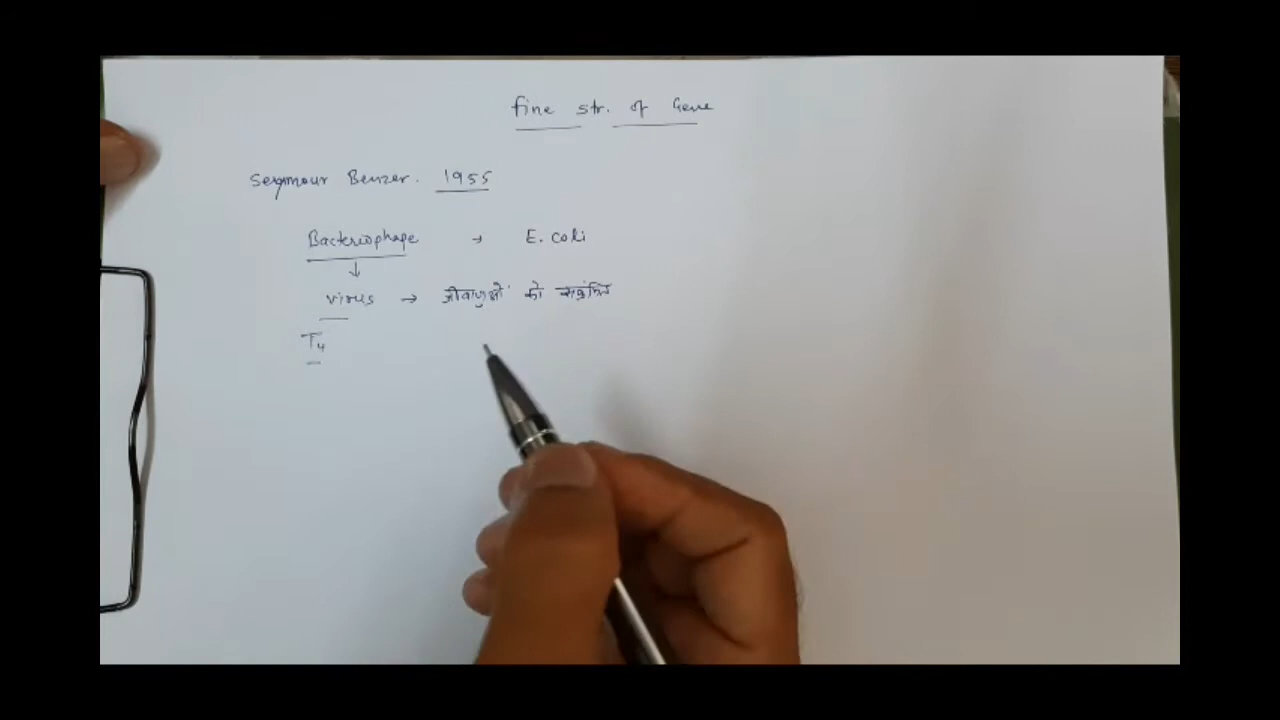 fine str. of Gene
Seymour Benzer. 1955
Bacteriophage → E. coli
↓
virus → जीवाणुओं को संक्रमित
T4